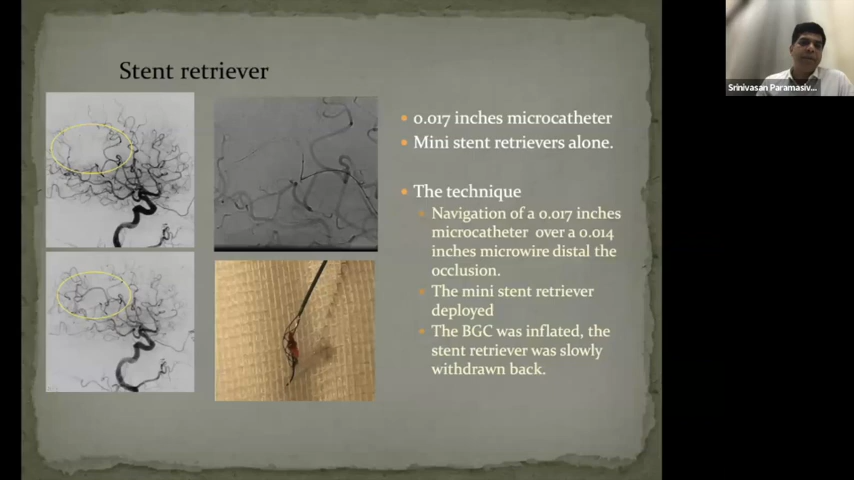 Stent retriever
0.017 inches microcatheter
Mini stent retrievers alone.
The technique
Navigation of a 0.017 inches
microcatheter over a 0.014
inches microwire distal the
occlusion.
The mini stent retriever
deployed
The BGC was inflated, the
stent retriever was slowly
withdrawn back.
Srinivasan Paramasiv...